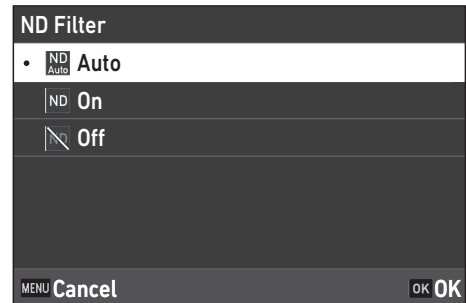 ND Filter
• ND Auto Auto
ND On
ND Off
MENU Cancel OK OK